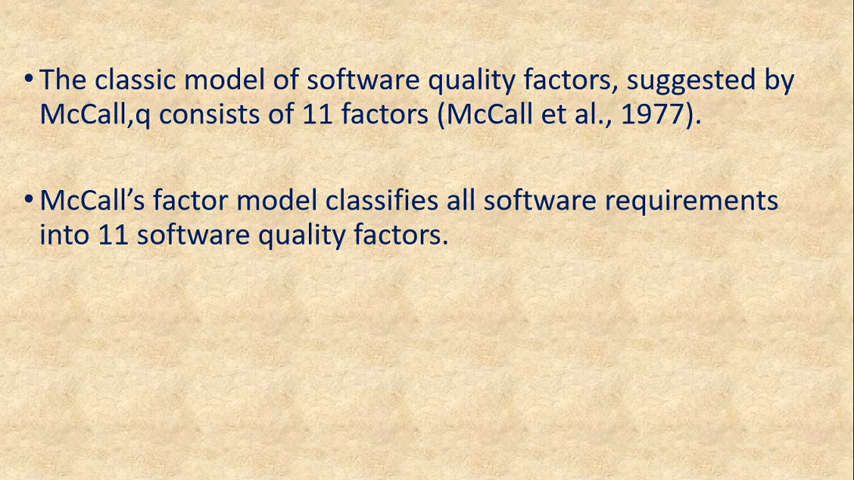 • The classic model of software quality factors, suggested by
McCall,q consists of 11 factors (McCall et al., 1977).
• McCall’s factor model classifies all software requirements
into 11 software quality factors.